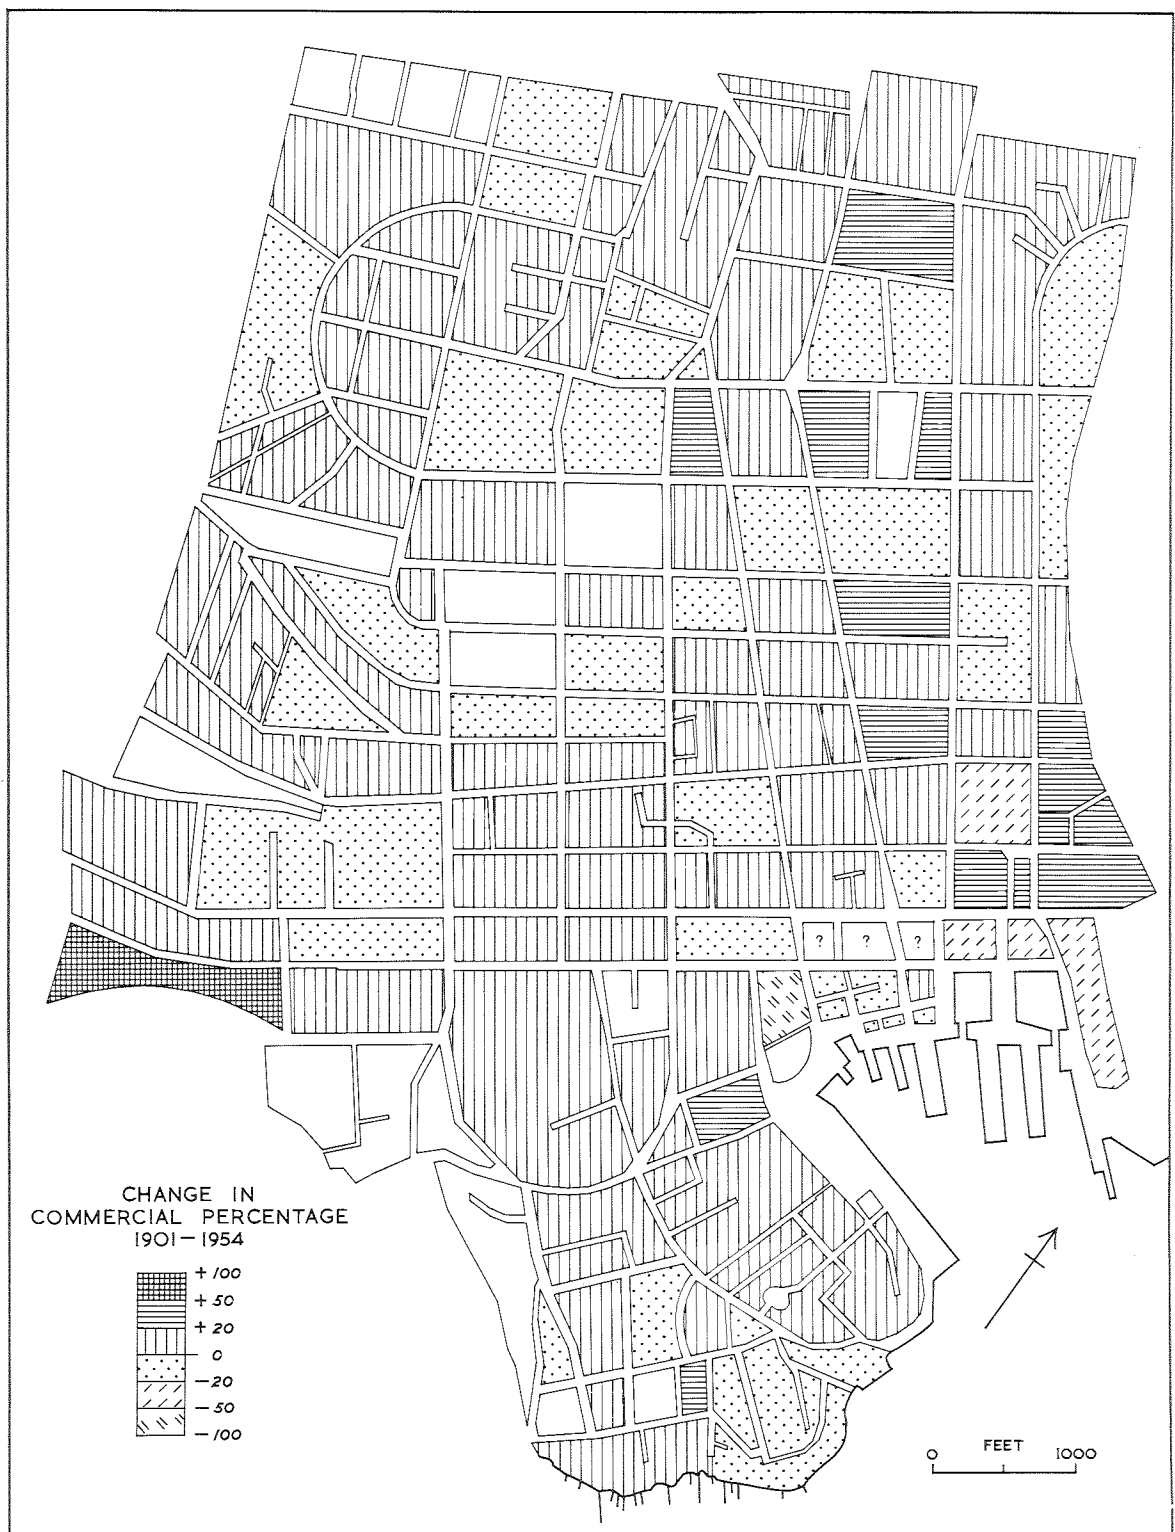 ? ? ?
CHANGE IN
COMMERCIAL PERCENTAGE
1901-1954
+ 100
+ 50
+ 20
0
- 20
- 50
- 100
0 FEET 1000